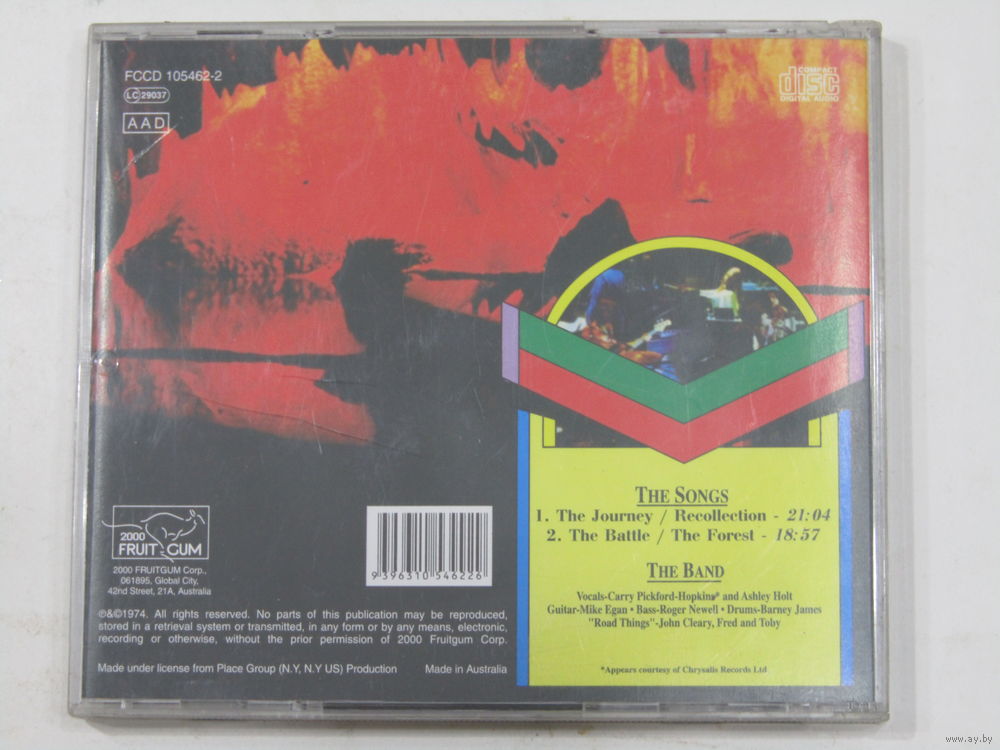 FCCD 105462-2
LC 29037
AAD
COMPACT
disc
DIGITAL AUDIO
THE SONGS
1. The Journey / Recollection - 21:04
2. The Battle / The Forest - 18:57
THE BAND
Vocals-Carry Pickford-Hopkins* and Ashley Holt
Guitar-Mike Egan • Bass-Roger Newell • Drums-Barney James
"Road Things"-John Cleary, Fred and Toby
*Appears courtesy of Chrysalis Records Ltd
2000
FRUITGUM
2000 FRUITGUM Corp.,
061895, Global City,
42nd Street, 21A, Australia
9 396310 546226
℗&©1974. All rights reserved. No parts of this publication may be reproduced,
stored in a retrieval system or transmitted, in any form or by any means, electronic,
recording or otherwise, without the prior permission of 2000 Fruitgum Corp.
Made under license from Place Group (N.Y, N.Y US) Production
Made in Australia
www.ay.by